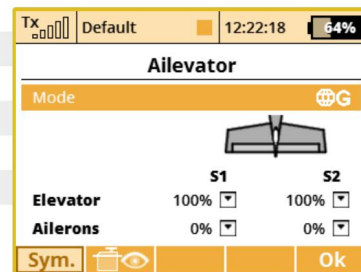 Tx Default 12:22:18 64%
Ailevator
Mode G
S1 S2
Elevator 100% 100%
Ailerons 0% 0%
Sym. Ok